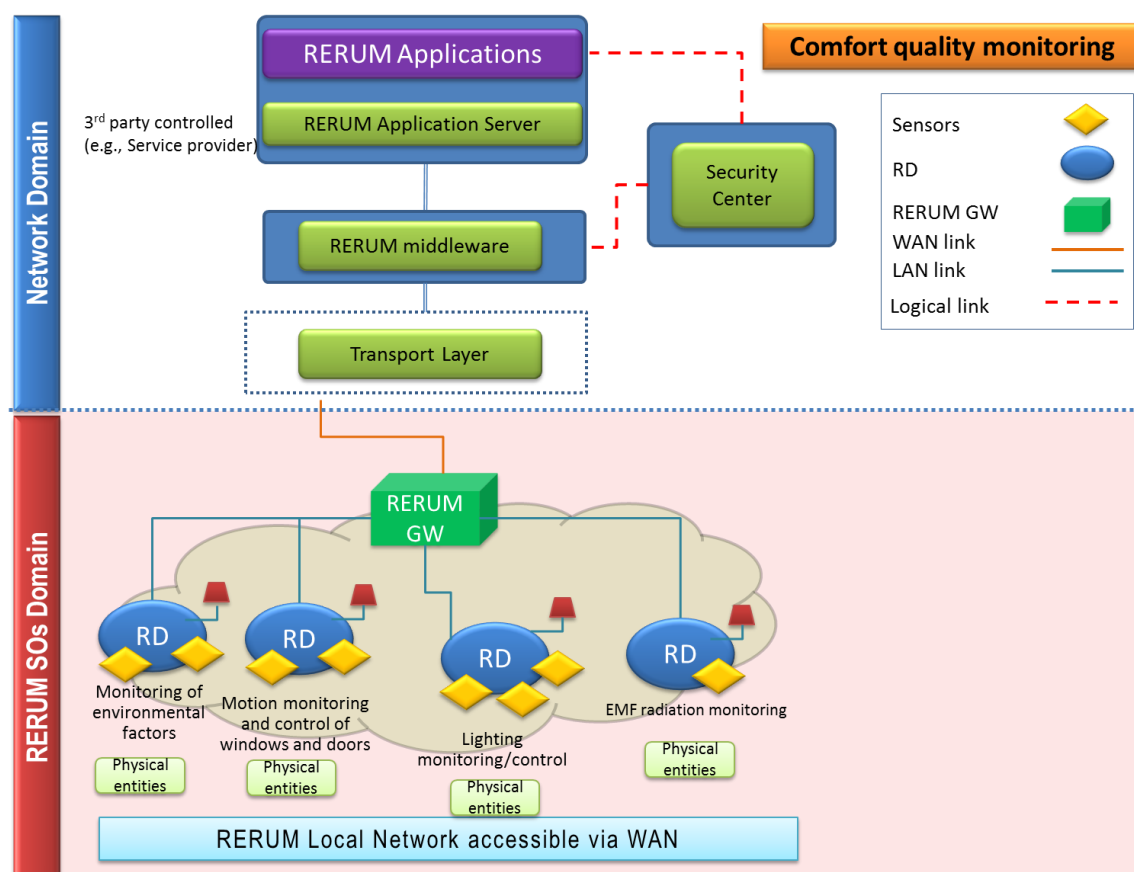 Comfort quality monitoring
Network Domain
RERUM Applications
RERUM Application Server
3rd party controlled
(e.g., Service provider)
Security
Center
RERUM middleware
Transport Layer
Sensors
RD
RERUM GW
WAN link
LAN link
Logical link
RERUM SOs Domain
RERUM
GW
RD
RD
RD
RD
Monitoring of
environmental
factors
Motion monitoring
and control of
windows and doors
Lighting
monitoring/control
EMF radiation monitoring
Physical
entities
Physical
entities
Physical
entities
Physical
entities
RERUM Local Network accessible via WAN